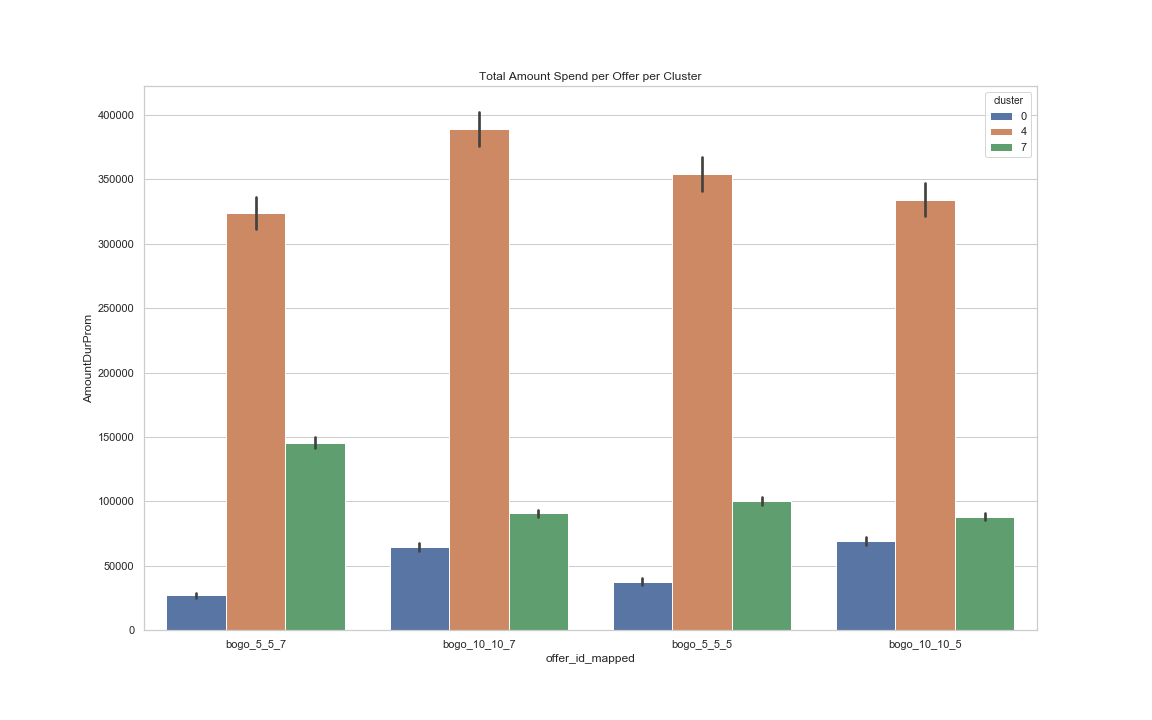 Total Amount Spend per Offer per Cluster
cluster
0
4
7
400000
350000
300000
250000
200000
150000
100000
50000
0
AmountDurProm
bogo_5_5_7
bogo_10_10_7
bogo_5_5_5
bogo_10_10_5
offer_id_mapped